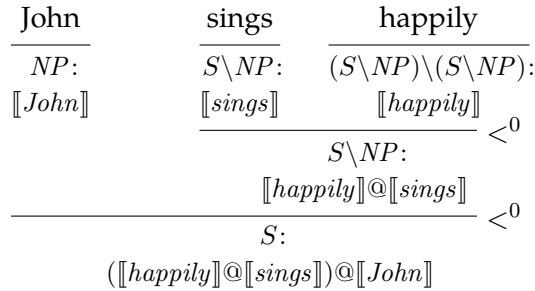 John sings happily
NP: S\NP: (S\NP)\(S\NP):
⟦John⟧ ⟦sings⟧ ⟦happily⟧
<⁰
S\NP:
⟦happily⟧@⟦sings⟧
<⁰
S:
(⟦happily⟧@⟦sings⟧)@⟦John⟧